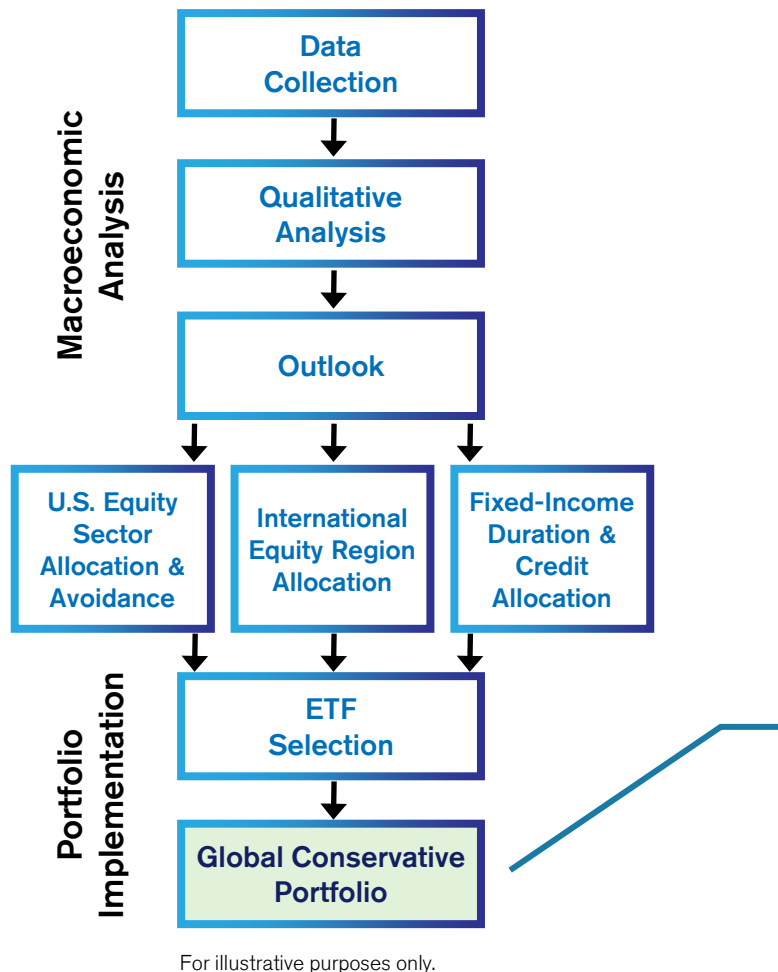 Macroeconomic
Analysis
Data
Collection
Qualitative
Analysis
Outlook
U.S. Equity
Sector
Allocation &
Avoidance
International
Equity Region
Allocation
Fixed-Income
Duration &
Credit
Allocation
Portfolio
Implementation
ETF
Selection
Global Conservative
Portfolio
For illustrative purposes only.